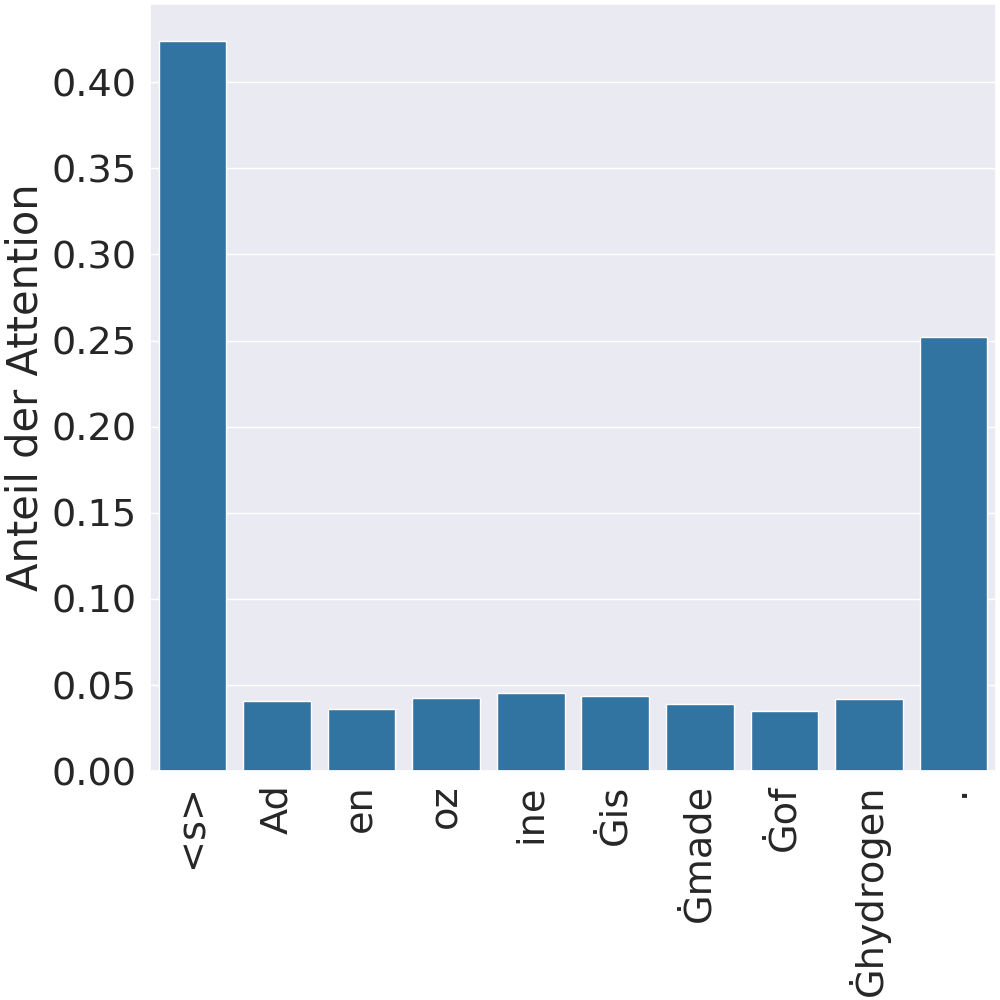 Anteil der Attention
0.40
0.35
0.30
0.25
0.20
0.15
0.10
0.05
0.00
<s>
Ad
en
oz
ine
Ġis
Ġmade
Ġof
Ġhydrogen
.